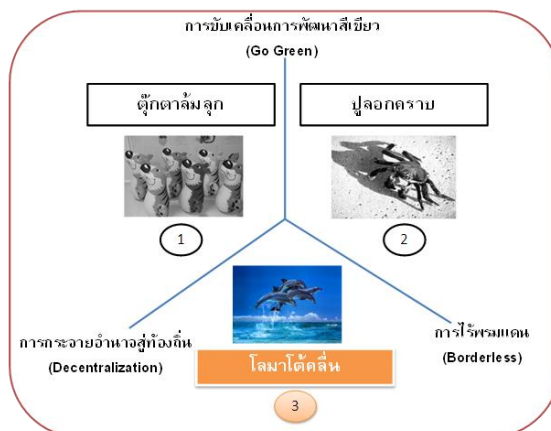 การขับเคลื่อนการพัฒนาสีเขียว
(Go Green)
ตุ๊กตาล้มลุก
ปูลอกคราบ
1
2
การกระจายอำนาจสู่ท้องถิ่น
(Decentralization)
การไร้พรมแดน
(Borderless)
โลมาโต้คลื่น
3